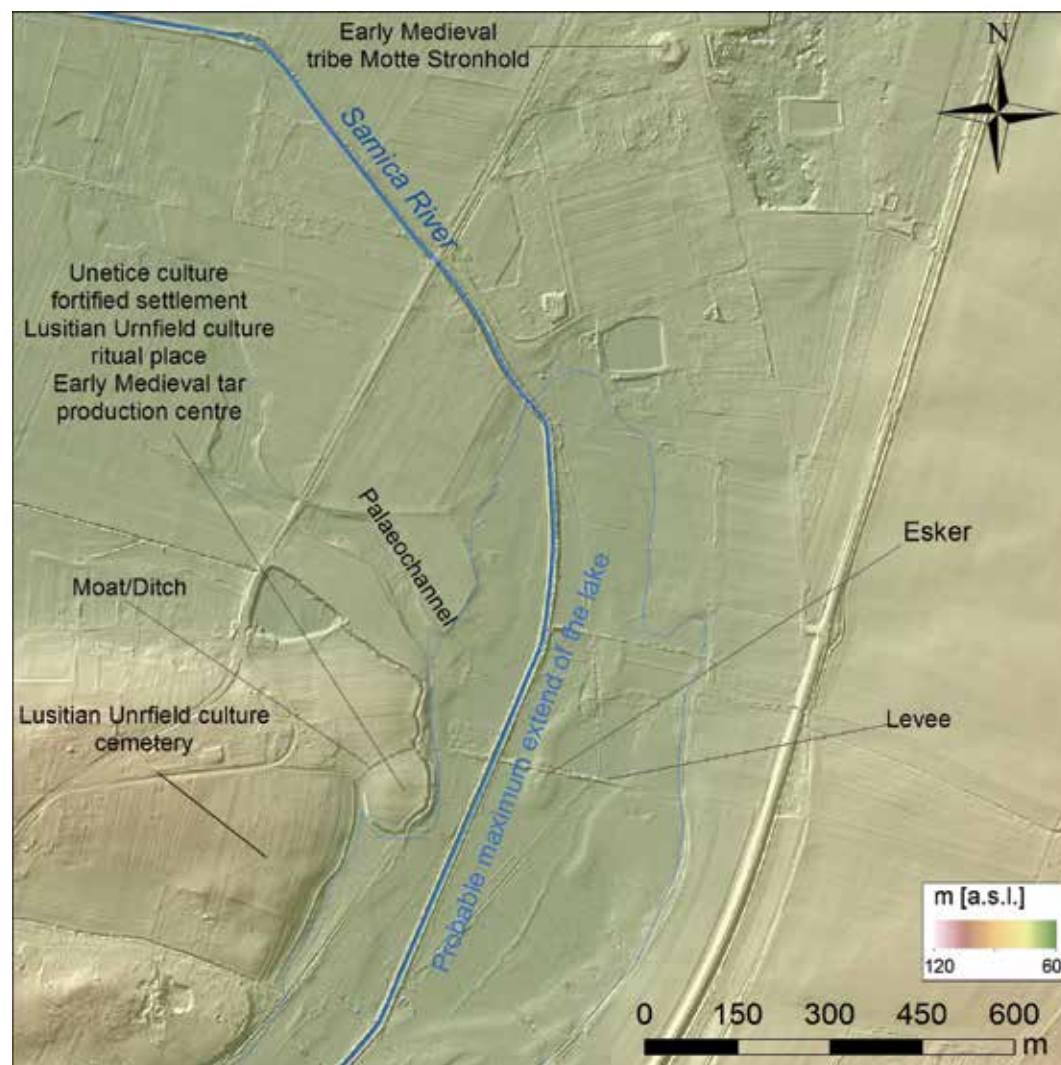 Early Medieval
tribe Motte Stronhold
N
Samica River
Unetice culture
fortified settlement
Lusitian Urnfield culture
ritual place
Early Medieval tar
production centre
Palaeochannel
Esker
Moat/Ditch
Probable maximum extend of the lake
Lusitian Unrfield culture
cemetery
Levee
m [a.s.l.]
120 60
0 150 300 450 600
m